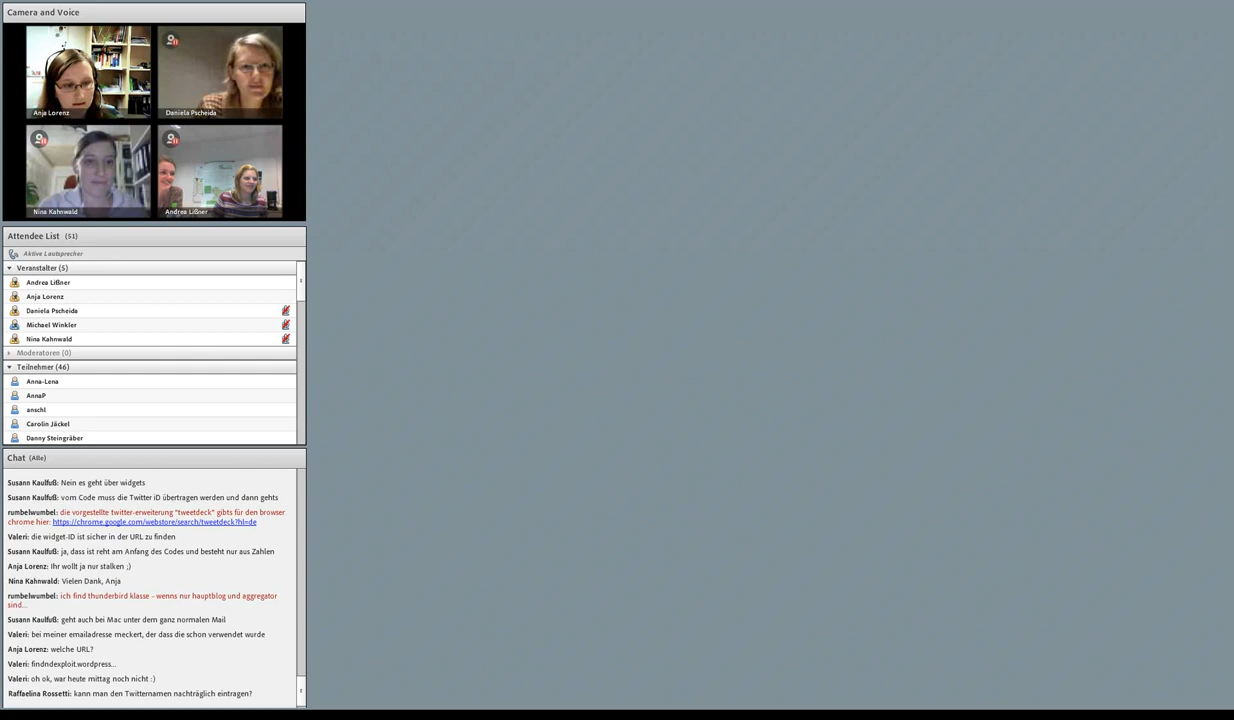 Camera and Voice
Anja Lorenz
Daniela Pscheida
Nina Kahnwald
Andrea Lißner
Attendee List (51)
Aktive Lautsprecher
Veranstalter (5)
Andrea Lißner
Anja Lorenz
Daniela Pscheida
Michael Winkler
Nina Kahnwald
Moderatoren (0)
Teilnehmer (46)
Anna-Lena
AnnaP
anschl
Carolin Jäckel
Danny Steingräber
Chat (Alle)
Susann Kaulfuß: Nein es geht über widgets
Susann Kaulfuß: vom Code muss die Twitter iD übertragen werden und dann gehts
rumbelwumbel: die vorgestellte twitter-erweiterung "tweetdeck" gibts für den browser
chrome hier: https://chrome.google.com/webstore/search/tweetdeck?hl=de
Valeri: die widget-ID ist sicher in der URL zu finden
Susann Kaulfuß: ja, dass ist reht am Anfang des Codes und besteht nur aus Zahlen
Anja Lorenz: Ihr wollt ja nur stalken ;)
Nina Kahnwald: Vielen Dank, Anja
rumbelwumbel: ich find thunderbird klasse - wenns nur hauptblog und aggregator
sind...
Susann Kaulfuß: geht auch bei Mac unter dem ganz normalen Mail
Valeri: bei meiner emailadresse meckert, der dass die schon verwendet wurde
Anja Lorenz: welche URL?
Valeri: findndexploit.wordpress...
Valeri: oh ok, war heute mittag noch nicht :)
Raffaelina Rossetti: kann man den Twitternamen nachträglich eintragen?